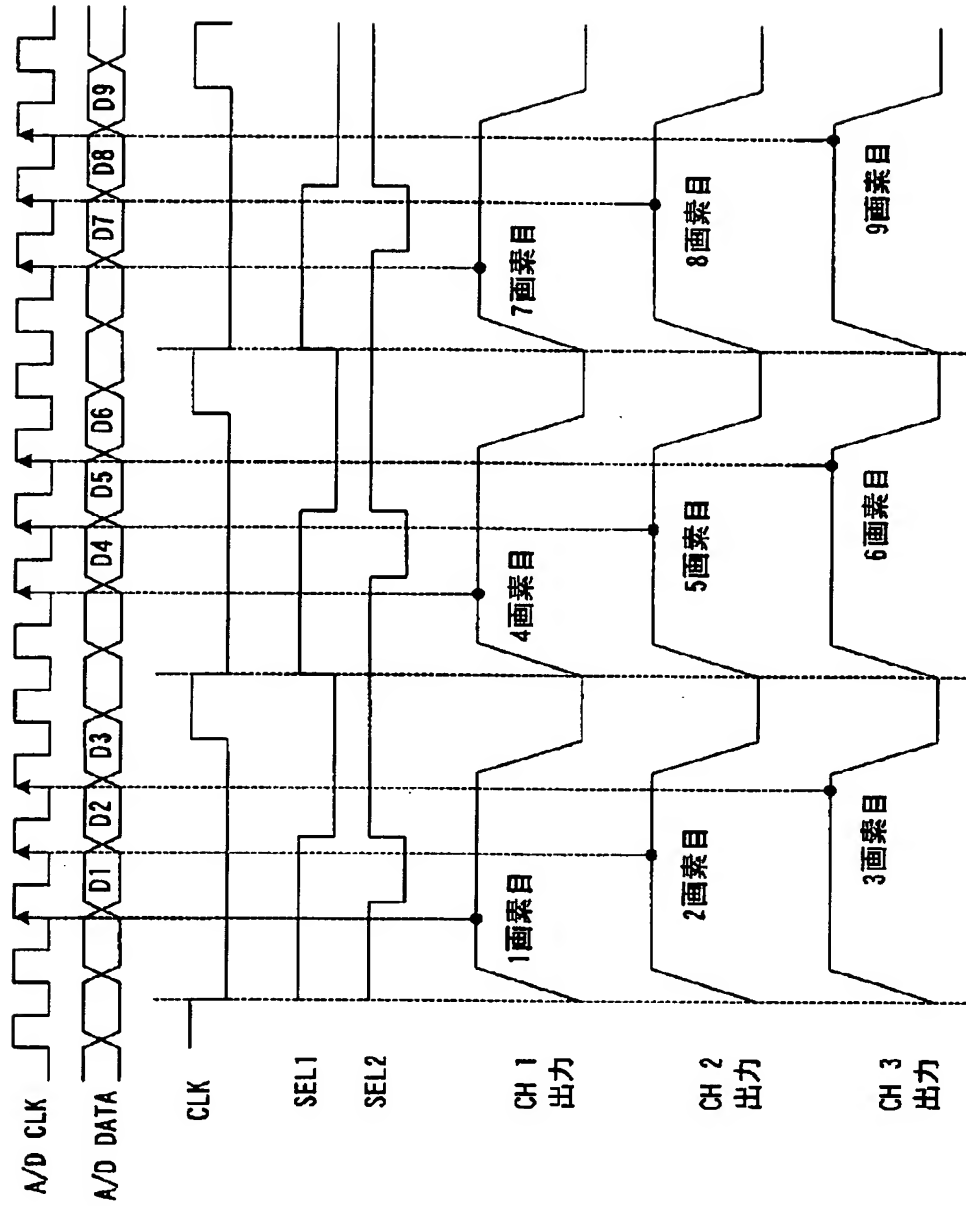 A/D CLK
A/D DATA
D1
D2
D3
D4
D5
D6
D7
D8
D9
CLK
SEL1
SEL2
CH 1
出力
1画素目
4画素目
7画素目
CH 2
出力
2画素目
5画素目
8画素目
CH 3
出力
3画素目
6画素目
9画素目